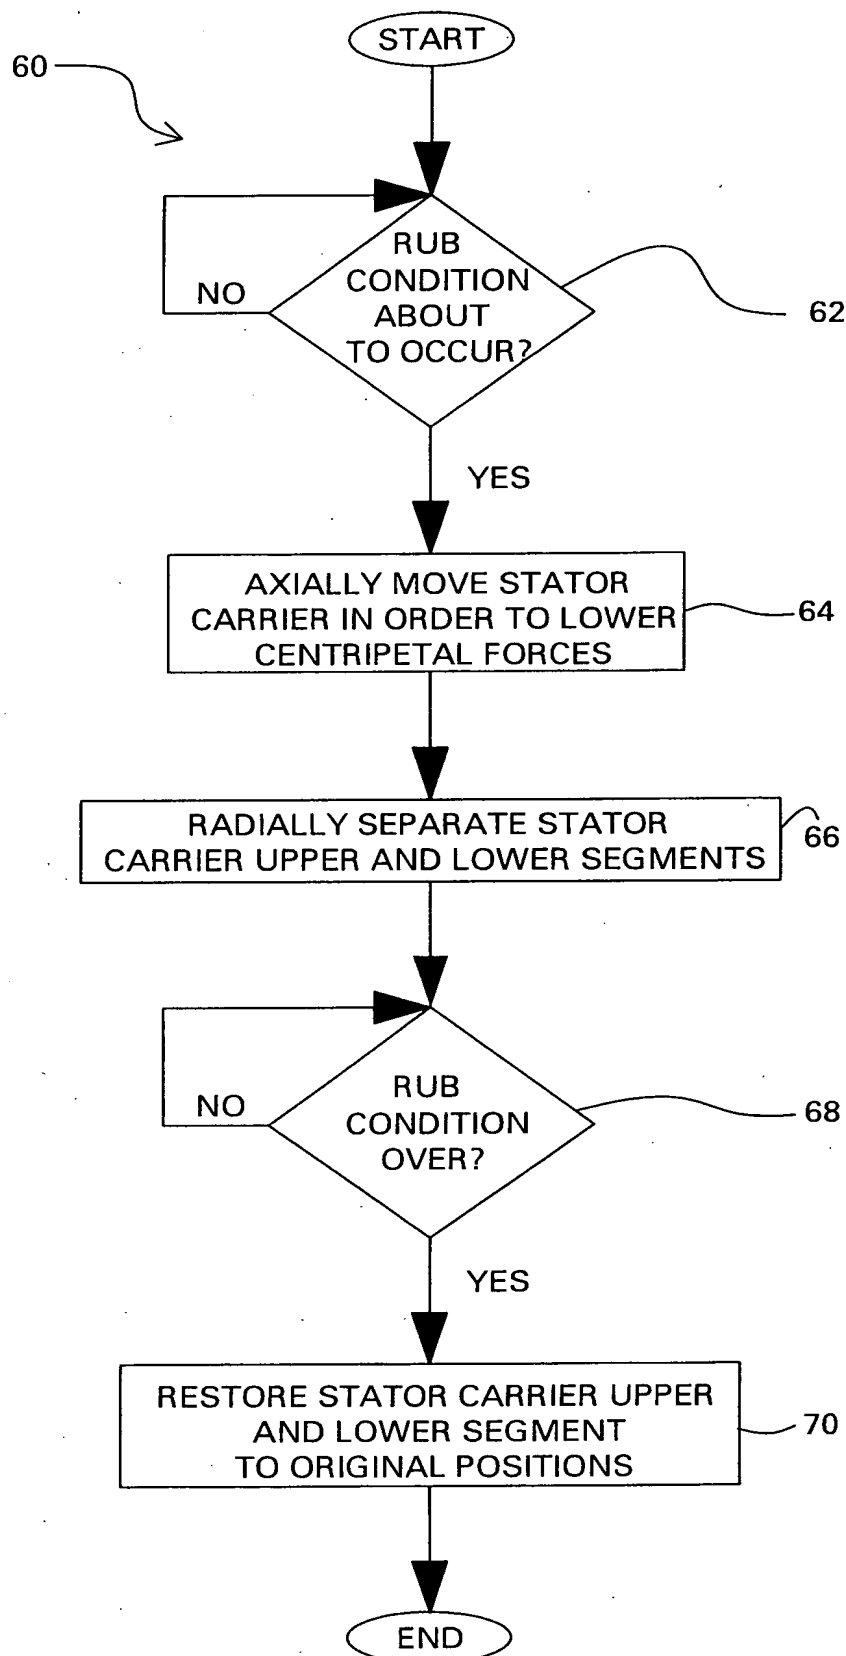 START
60
RUB
CONDITION
ABOUT
TO OCCUR?
NO
62
YES
AXIALLY MOVE STATOR
CARRIER IN ORDER TO LOWER
CENTRIPETAL FORCES
64
RADIALLY SEPARATE STATOR
CARRIER UPPER AND LOWER SEGMENTS
66
RUB
CONDITION
OVER?
NO
68
YES
RESTORE STATOR CARRIER UPPER
AND LOWER SEGMENT
TO ORIGINAL POSITIONS
70
END